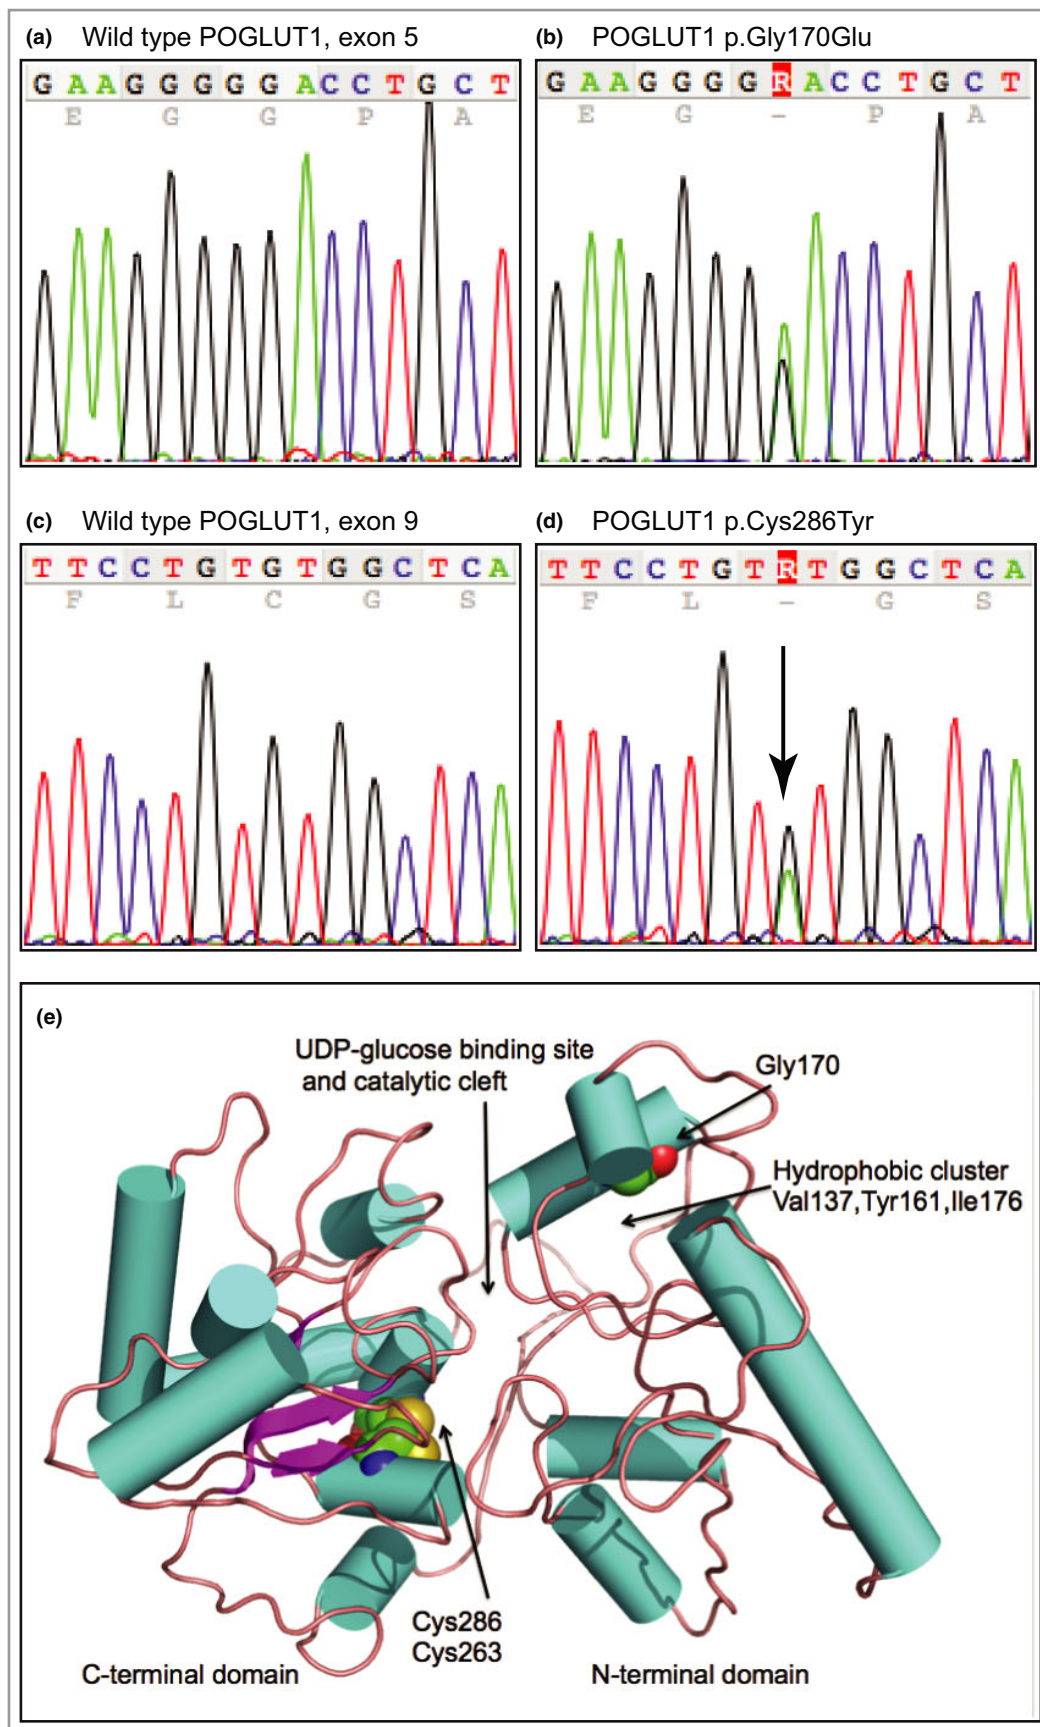 (a) Wild type POGLUT1, exon 5
G A A G G G G G A C C T G C T
E G G P A
(b) POGLUT1 p.Gly170Glu
G A A G G G G R A C C T G C T
E G – P A
(c) Wild type POGLUT1, exon 9
T T C C T G T G T G G C T C A
F L C G S
(d) POGLUT1 p.Cys286Tyr
T T C C T G T R T G G C T C A
F L – G S
(e)
UDP-glucose binding site
and catalytic cleft
Gly170
Hydrophobic cluster
Val137,Tyr161,Ile176
Cys286
Cys263
C-terminal domain
N-terminal domain